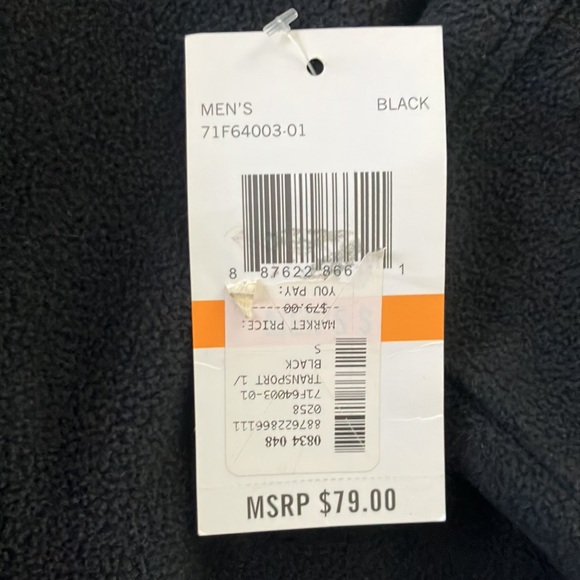 MEN'S BLACK
71F64003-01
8 87622 866 1
0834 048
887622866111
0258
71F64003-01
TRANSPORT 1/
BLACK
S
MARKET PRICE:
$79.00
YOU PAY:
MSRP $79.00